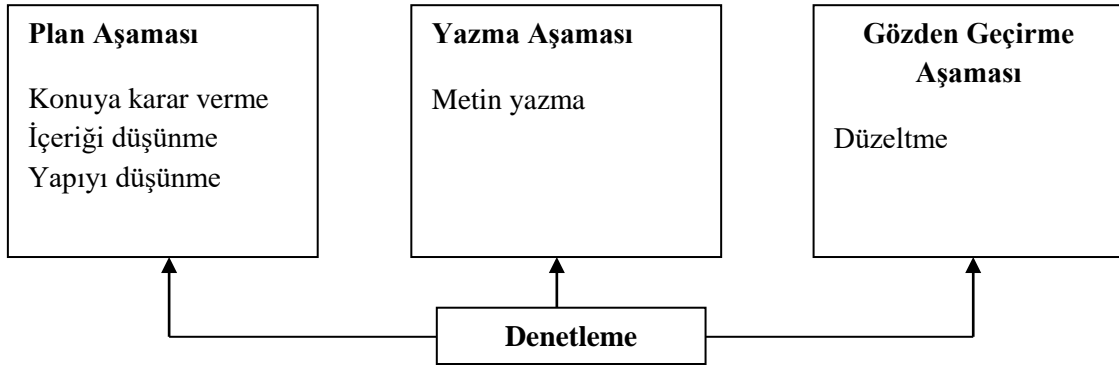 Plan Aşaması
Konuya karar verme
İçeriği düşünme
Yapıyı düşünme
Yazma Aşaması
Metin yazma
Gözden Geçirme
Aşaması
Düzeltme
Denetleme